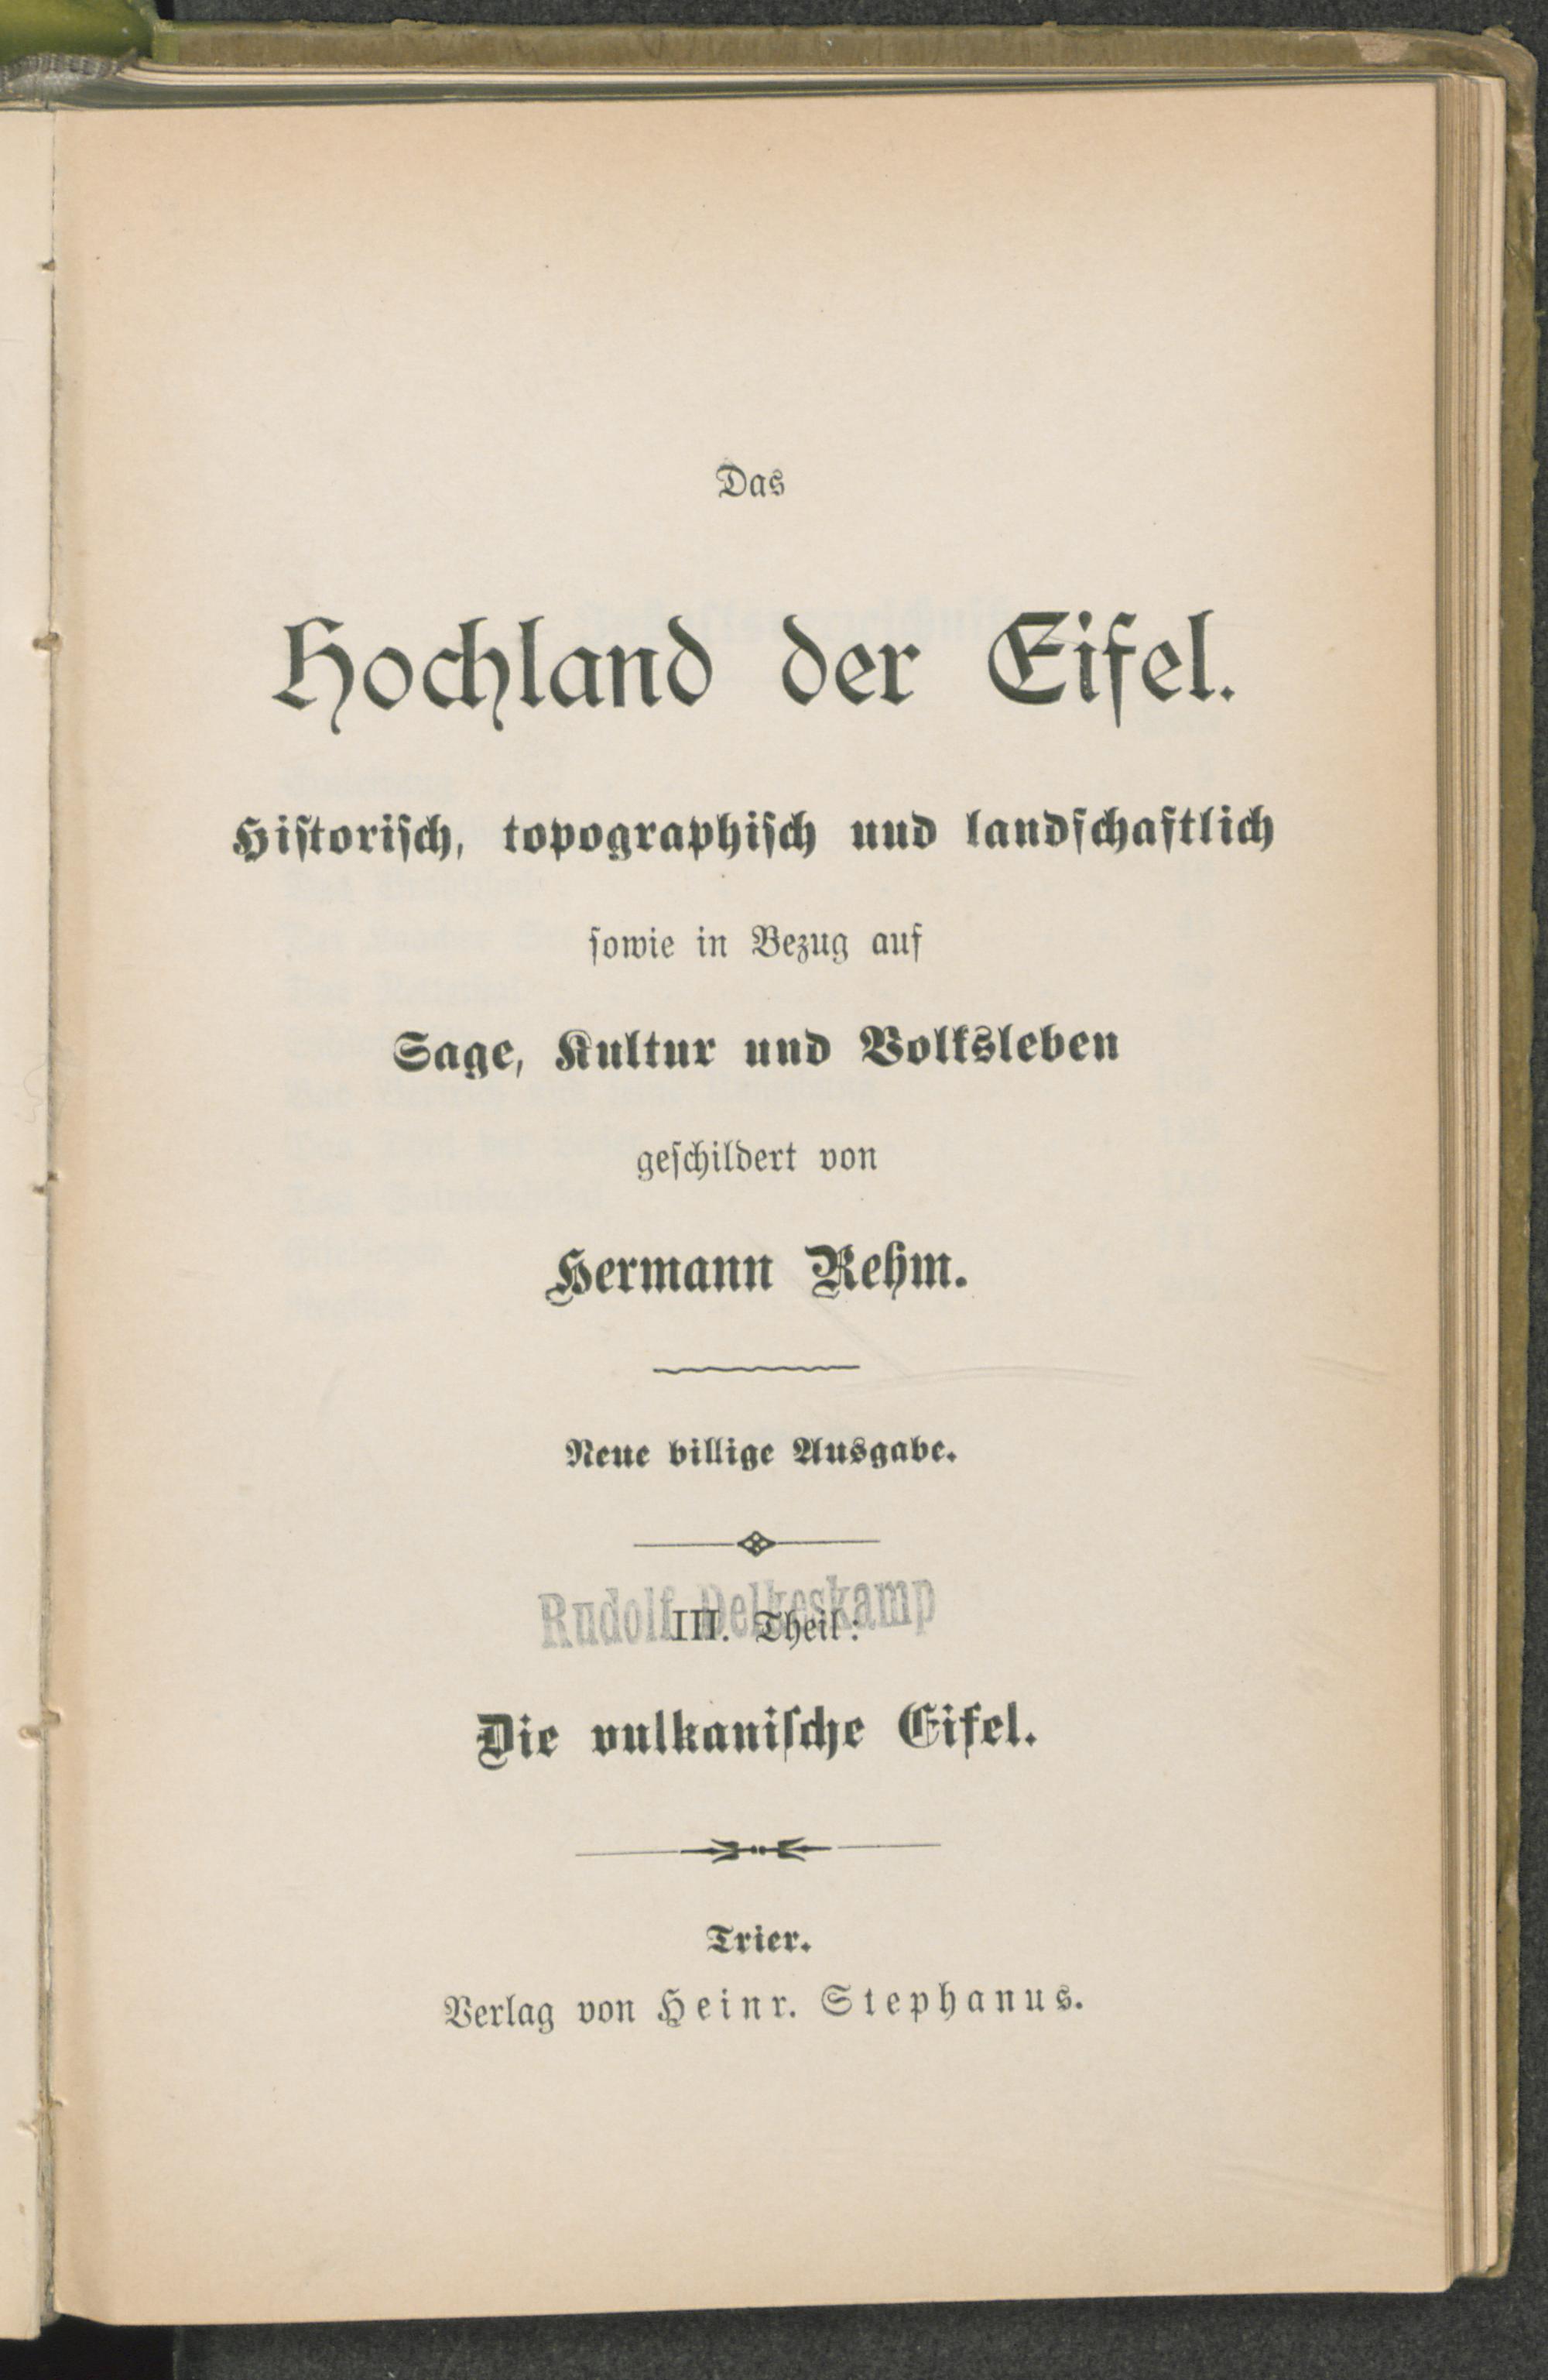 Das
Hochland der Eifel.
Historisch, topographisch und landschaftlich
sowie in Bezug auf
Sage, Kultur und Volksleben
geschildert von
Hermann Rehm.
Neue billige Ausgabe.
Rudolf Delkeskamp
III. Theil:
Die vulkanische Eifel.
Trier.
Verlag von Heinr. Stephanus.